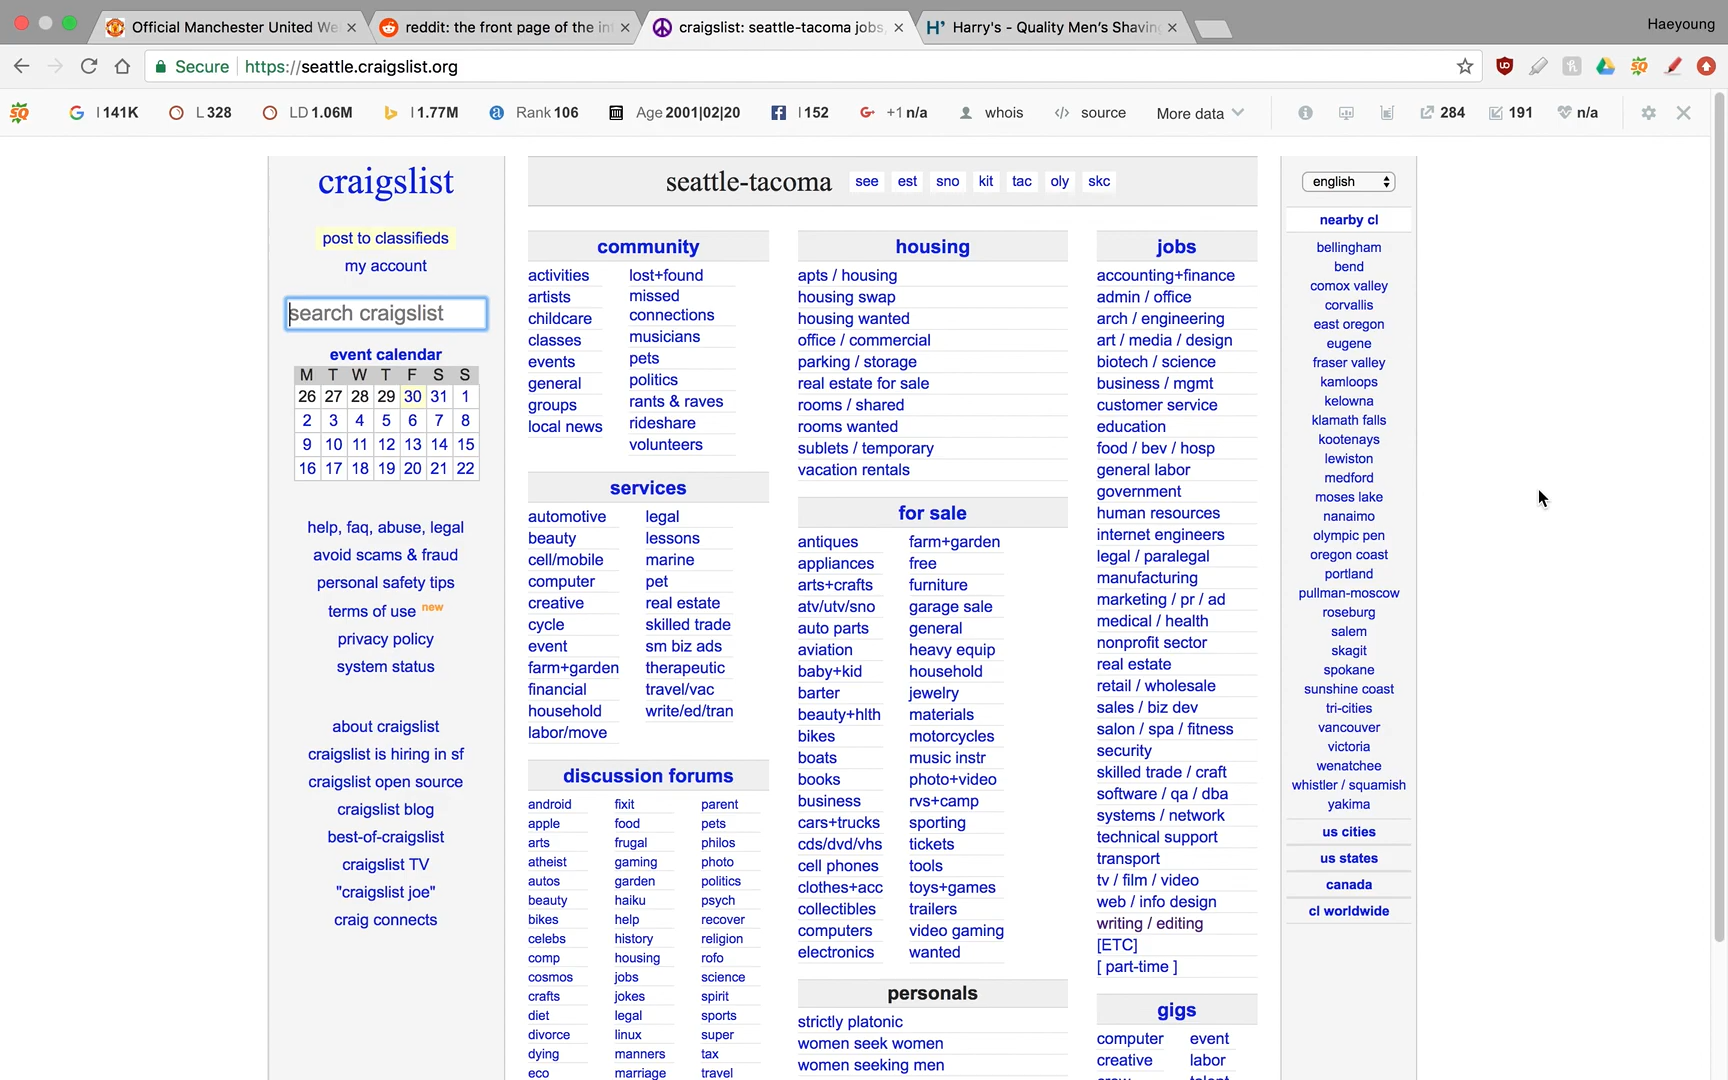 Haeyoung
Official Manchester United We
reddit: the front page of the in
craigslist: seattle-tacoma jobs,
H' Harry's - Quality Men's Shaving
Secure https://seattle.craigslist.org
I 141K L 328 LD 1.06M I 1.77M Rank 106 Age 2001|02|20 I 152 +1 n/a whois source More data 284 191 n/a
craigslist
post to classifieds
my account
search craigslist
event calendar
M T W T F S S
26 27 28 29 30 31 1
2 3 4 5 6 7 8
9 10 11 12 13 14 15
16 17 18 19 20 21 22
help, faq, abuse, legal
avoid scams & fraud
personal safety tips
terms of use new
privacy policy
system status
about craigslist
craigslist is hiring in sf
craigslist open source
craigslist blog
best-of-craigslist
craigslist TV
"craigslist joe"
craig connects
seattle-tacoma see est sno kit tac oly skc
community
activities
artists
childcare
classes
events
general
groups
local news
lost+found
missed
connections
musicians
pets
politics
rants & raves
rideshare
volunteers
services
automotive
beauty
cell/mobile
computer
creative
cycle
event
farm+garden
financial
household
labor/move
legal
lessons
marine
pet
real estate
skilled trade
sm biz ads
therapeutic
travel/vac
write/ed/tran
discussion forums
android
apple
arts
atheist
autos
beauty
bikes
celebs
comp
cosmos
crafts
diet
divorce
dying
eco
fixit
food
frugal
gaming
garden
haiku
help
history
housing
jobs
jokes
legal
linux
manners
marriage
parent
pets
philos
photo
politics
psych
recover
religion
rofo
science
spirit
sports
super
tax
travel
housing
apts / housing
housing swap
housing wanted
office / commercial
parking / storage
real estate for sale
rooms / shared
rooms wanted
sublets / temporary
vacation rentals
for sale
antiques
appliances
arts+crafts
atv/utv/sno
auto parts
aviation
baby+kid
barter
beauty+hlth
bikes
boats
books
business
cars+trucks
cds/dvd/vhs
cell phones
clothes+acc
collectibles
computers
electronics
farm+garden
free
furniture
garage sale
general
heavy equip
household
jewelry
materials
motorcycles
music instr
photo+video
rvs+camp
sporting
tickets
tools
toys+games
trailers
video gaming
wanted
personals
strictly platonic
women seek women
women seeking men
jobs
accounting+finance
admin / office
arch / engineering
art / media / design
biotech / science
business / mgmt
customer service
education
food / bev / hosp
general labor
government
human resources
internet engineers
legal / paralegal
manufacturing
marketing / pr / ad
medical / health
nonprofit sector
real estate
retail / wholesale
sales / biz dev
salon / spa / fitness
security
skilled trade / craft
software / qa / dba
systems / network
technical support
transport
tv / film / video
web / info design
writing / editing
[ETC]
[ part-time ]
gigs
computer
creative
event
labor
english
nearby cl
bellingham
bend
comox valley
corvallis
east oregon
eugene
fraser valley
kamloops
kelowna
klamath falls
kootenays
lewiston
medford
moses lake
nanaimo
olympic pen
oregon coast
portland
pullman-moscow
roseburg
salem
skagit
spokane
sunshine coast
tri-cities
vancouver
victoria
wenatchee
whistler / squamish
yakima
us cities
us states
canada
cl worldwide